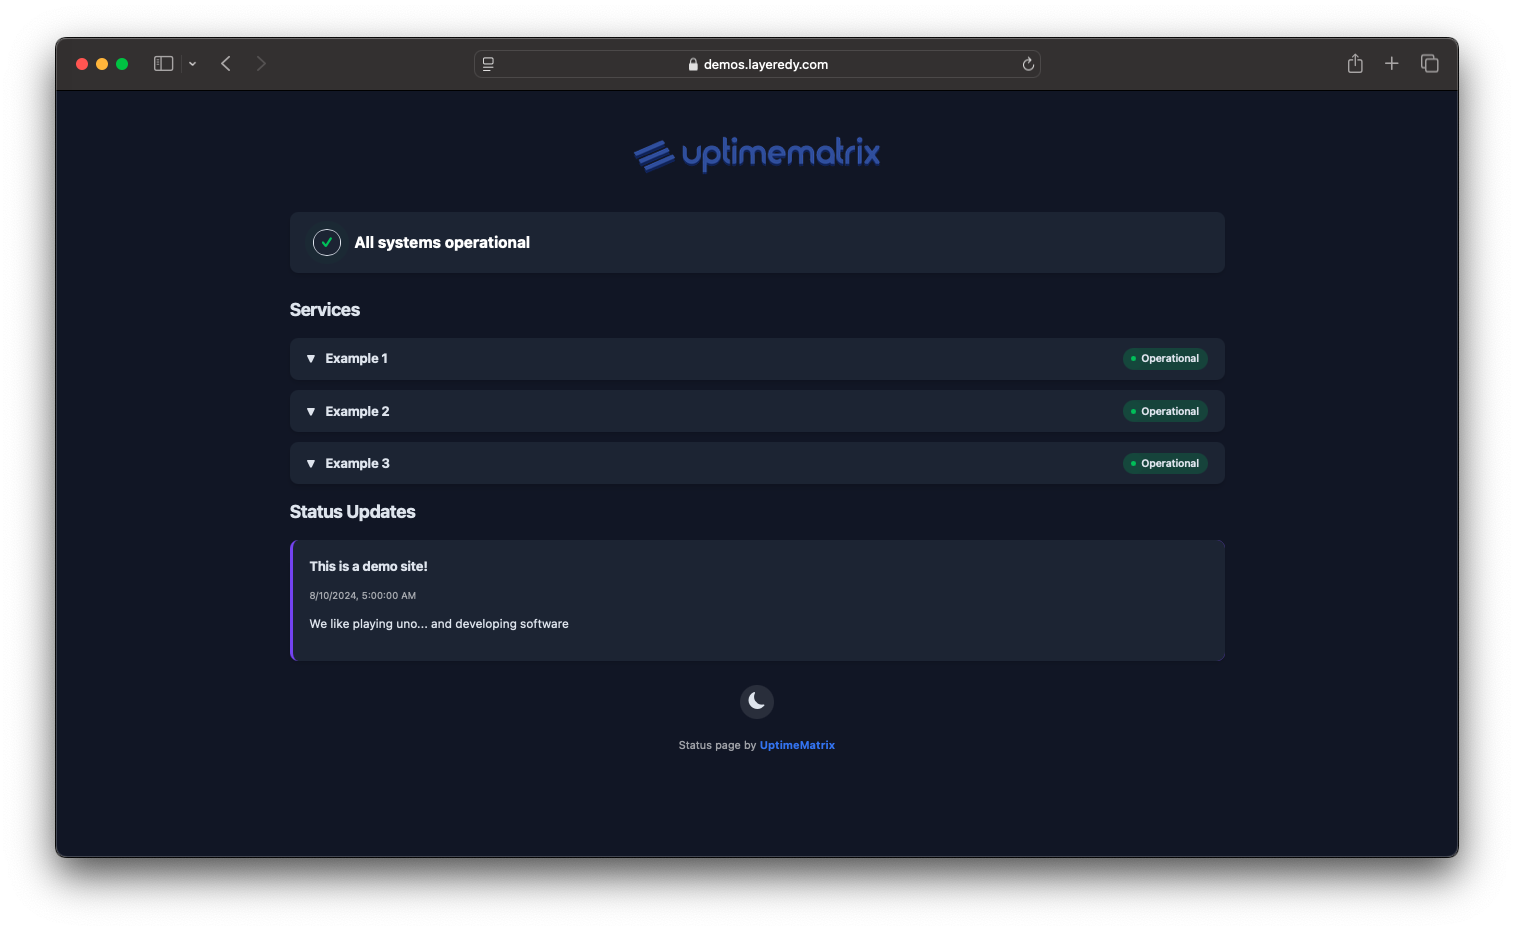 demos.layeredy.com
uptimematrix
All systems operational
Services
Example 1
Operational
Example 2
Operational
Example 3
Operational
Status Updates
This is a demo site!
8/10/2024, 5:00:00 AM
We like playing uno... and developing software
Status page by UptimeMatrix